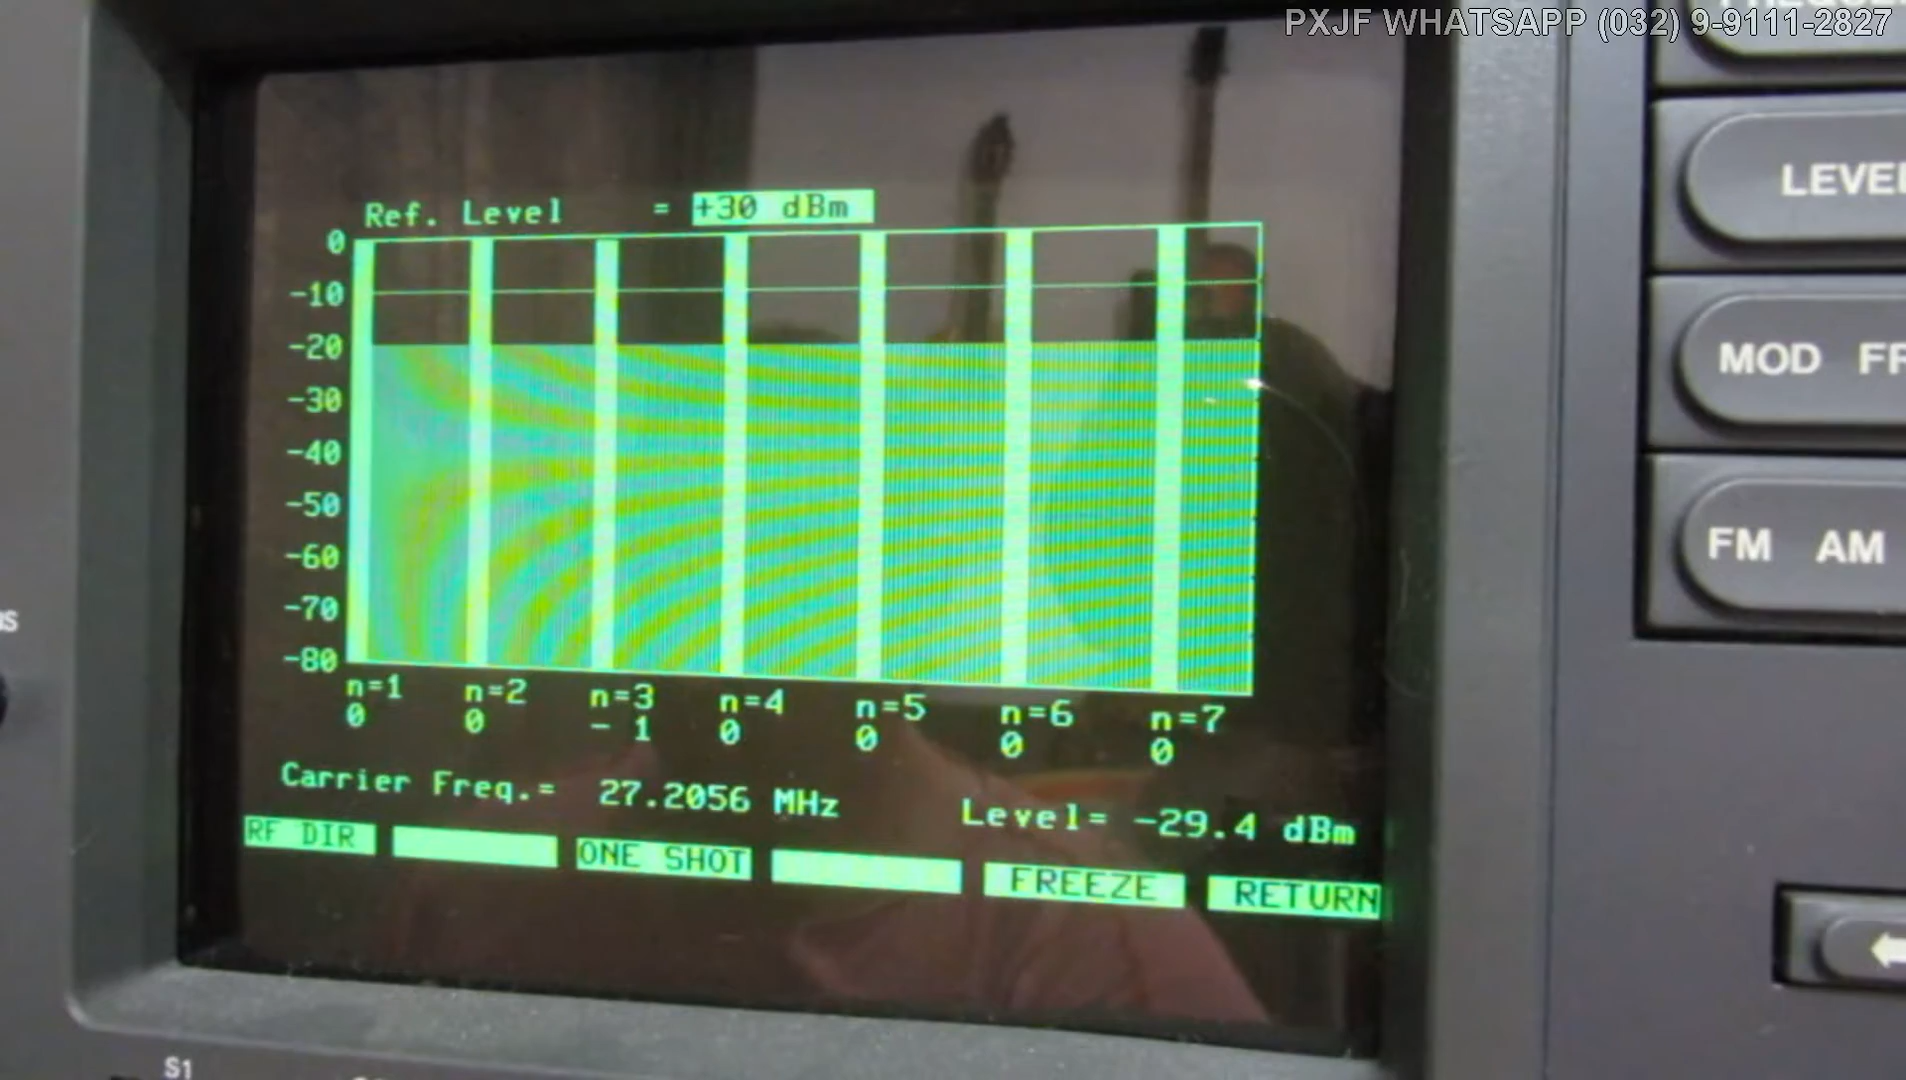 PXJF WHATSAPP (032) 9-9111-2827
LEVEL
MOD FR
FM AM
Ref. Level = +30 dBm
0
-10
-20
-30
-40
-50
-60
-70
-80
n=1 n=2 n=3 n=4 n=5 n=6 n=7
0 0 - 1 0 0 0 0
Carrier Freq.= 27.2056 MHz Level= -29.4 dBm
RF DIR ONE SHOT FREEZE RETURN
S1